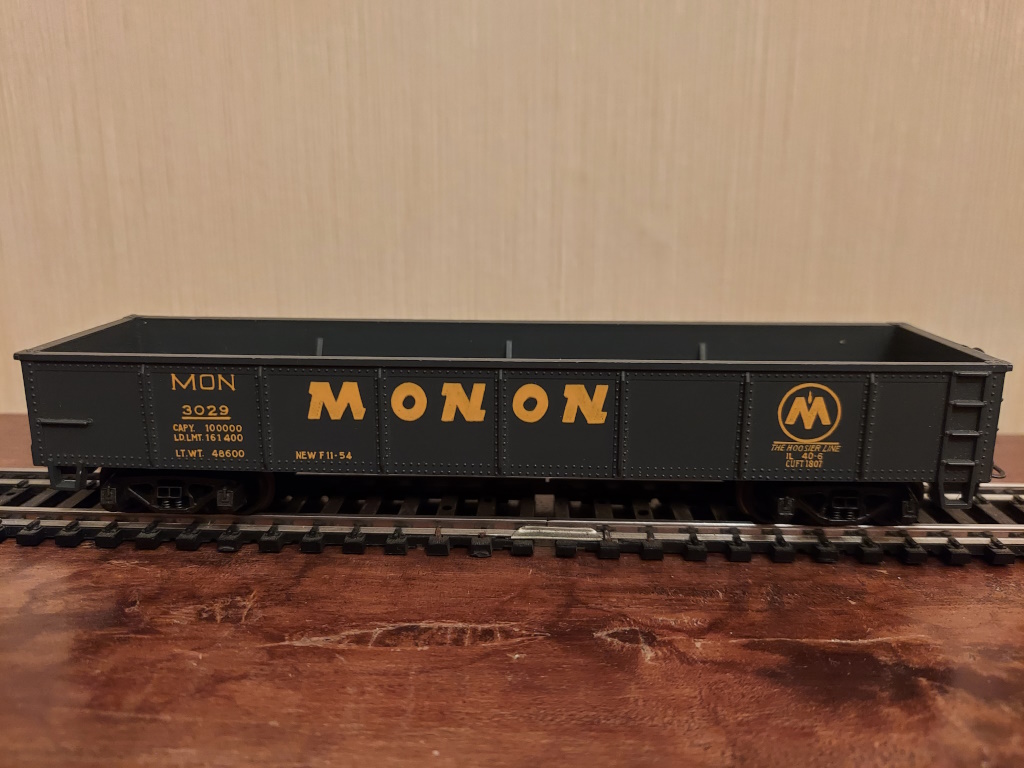 MON
3029
CAPY. 100000
LD.LMT. 161400
LT. WT. 48600
NEW F 11-54
MONON
M
THE HOOSIER LINE
IL 40-6
CUFT 1807